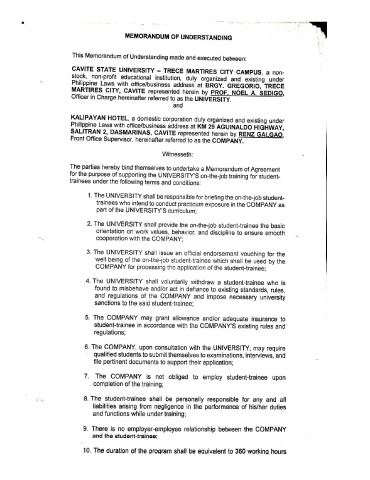 MEMORANDUM OF UNDERSTANDING
This Memorandum of Understanding made and executed between:
CAVITE STATE UNIVERSITY – TRECE MARTIRES CITY CAMPUS, a non-
stock, non-profit educational institution, duly organized and existing under
Philippine Laws with office/business address at BRGY. GREGORIO, TRECE
MARTIRES CITY, CAVITE represented herein by PROF. NOEL A. SEDIGO,
Officer in Charge hereinafter referred to as the UNIVERSITY.
and
KALIPAYAN HOTEL, a domestic corporation duly organized and existing under
Philippine Laws with office/business address at KM 29 AGUINALDO HIGHWAY,
SALITRAN 2, DASMARINAS, CAVITE represented herein by RENZ GALGAO,
Front Office Supervisor, hereinafter referred to as the COMPANY.
Witnesseth:
The parties hereby bind themselves to undertake a Memorandum of Agreement
for the purpose of supporting the UNIVERSITY'S on-the-job training for student-
trainees under the following terms and conditions:
1. The UNIVERSITY shall be responsible for briefing the on-the-job student-
trainees who intend to conduct practicum exposure in the COMPANY as
part of the UNIVERSITY'S curriculum;
2. The UNIVERSITY shall provide the on-the-job student-trainee the basic
orientation on work values, behavior, and discipline to ensure smooth
cooperation with the COMPANY;
3. The UNIVERSITY shall issue an official endorsement vouching for the
well being of the on-the-job student-trainee which shall be used by the
COMPANY for processing the application of the student-trainee;
4. The UNIVERSITY shall voluntarily withdraw a student-trainee who is
found to misbehave and/or act in defiance to existing standards, rules,
and regulations of the COMPANY and impose necessary university
sanctions to the said student-trainee;
5. The COMPANY may grant allowance and/or adequate insurance to
student-trainee in accordance with the COMPANY'S existing rules and
regulations;
6. The COMPANY, upon consultation with the UNIVERSITY, may require
qualified students to submit themselves to examinations, interviews, and
file pertinent documents to support their application;
7. The COMPANY is not obliged to employ student-trainee upon
completion of the training;
8. The student-trainee shall be personally responsible for any and all
liabilities arising from negligence in the performance of his/her duties
and functions while under training;
9. There is no employer-employee relationship between the COMPANY
and the student-trainee;
10. The duration of the program shall be equivalent to 360 working hours